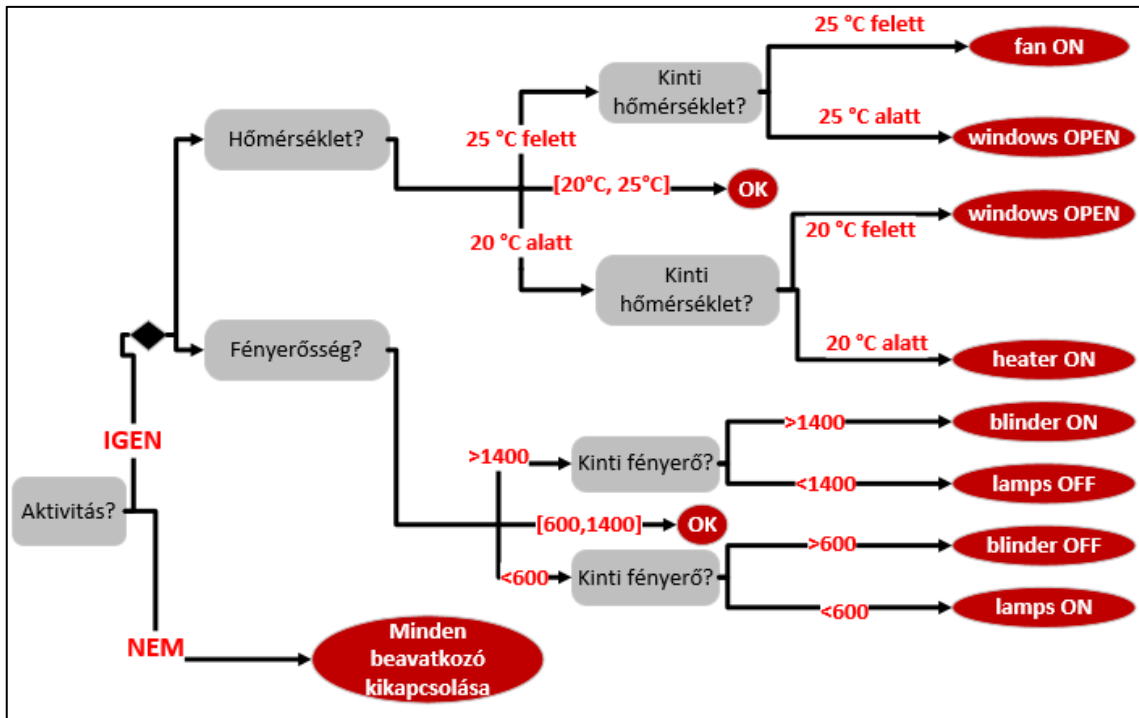 25 °C felett
fan ON
Kinti
hőmérséklet?
25 °C alatt
windows OPEN
Hőmérséklet?
25 °C felett
[20°C, 25°C]
OK
20 °C alatt
windows OPEN
20 °C felett
Kinti
hőmérséklet?
20 °C alatt
heater ON
Fényerősség?
IGEN
>1400
blinder ON
>1400
Kinti fényerő?
<1400
lamps OFF
Aktivitás?
[600,1400]
OK
>600
blinder OFF
<600
Kinti fényerő?
<600
lamps ON
NEM
Minden
beavatkozó
kikapcsolása